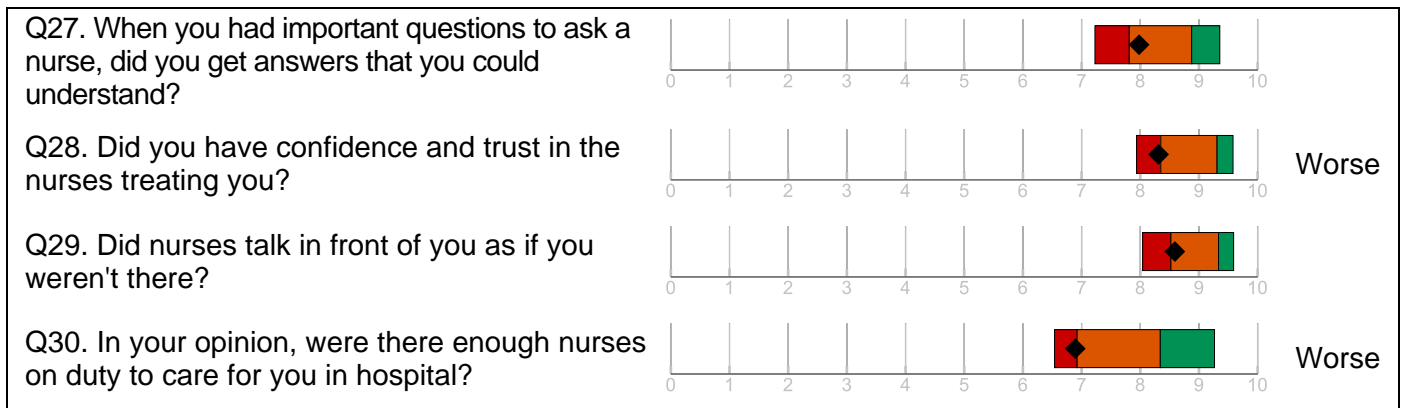 Q27. When you had important questions to ask a
nurse, did you get answers that you could
understand?
0 1 2 3 4 5 6 7 8 9 10
Q28. Did you have confidence and trust in the
nurses treating you?
0 1 2 3 4 5 6 7 8 9 10
Worse
Q29. Did nurses talk in front of you as if you
weren't there?
0 1 2 3 4 5 6 7 8 9 10
Q30. In your opinion, were there enough nurses
on duty to care for you in hospital?
0 1 2 3 4 5 6 7 8 9 10
Worse